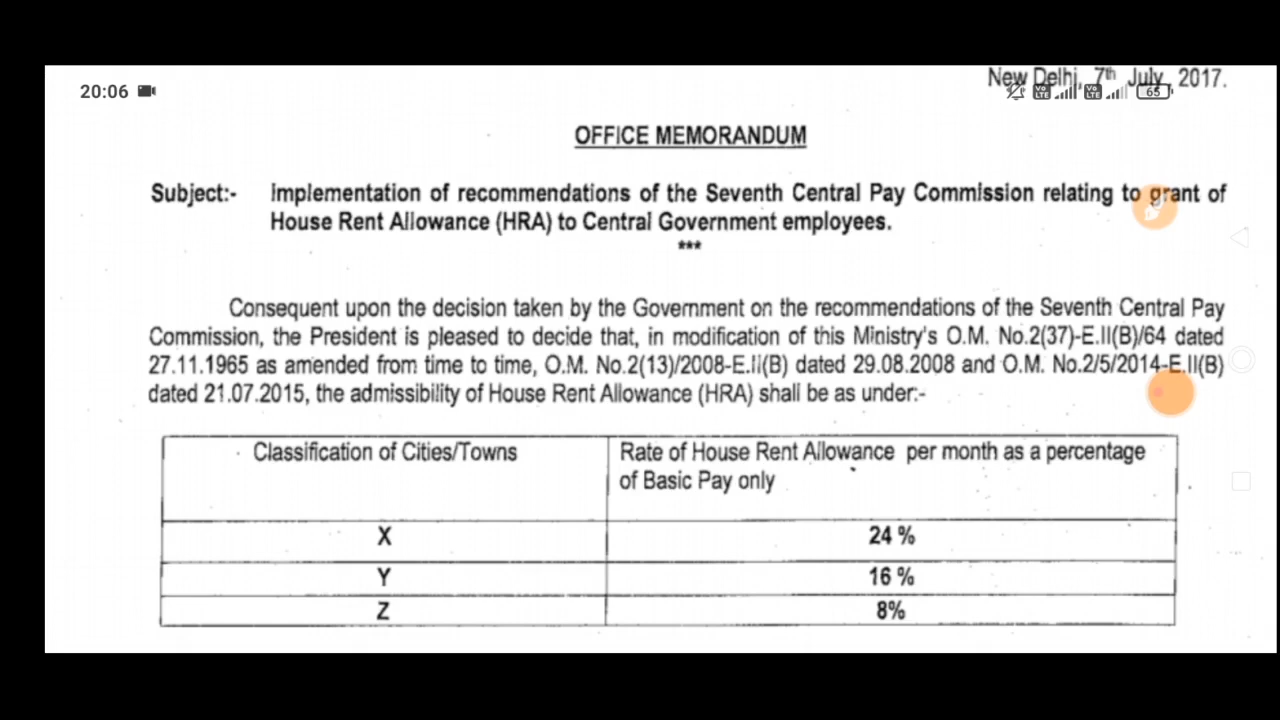 New Delhi, 7th July, 2017.
20:06
65
OFFICE MEMORANDUM
Subject:- Implementation of recommendations of the Seventh Central Pay Commission relating to grant of
House Rent Allowance (HRA) to Central Government employees.
***
Consequent upon the decision taken by the Government on the recommendations of the Seventh Central Pay
Commission, the President is pleased to decide that, in modification of this Ministry's O.M. No.2(37)-E.II(B)/64 dated
27.11.1965 as amended from time to time, O.M. No.2(13)/2008-E.II(B) dated 29.08.2008 and O.M. No.2/5/2014-E.II(B)
dated 21.07.2015, the admissibility of House Rent Allowance (HRA) shall be as under:-
Classification of Cities/Towns
Rate of House Rent Allowance per month as a percentage
of Basic Pay only
X 24 %
Y 16 %
Z 8%